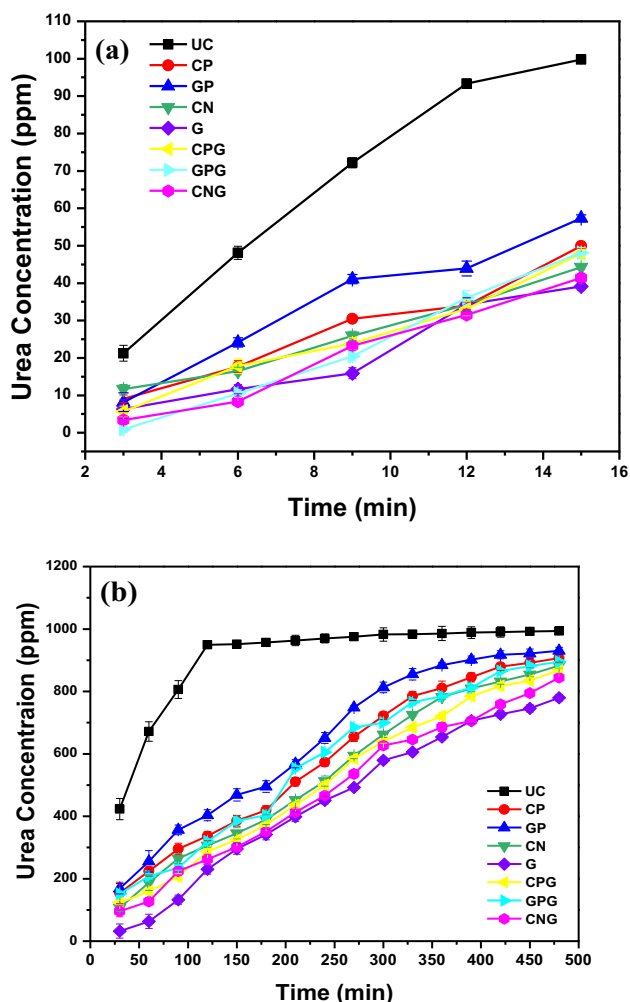 (a)
UC
CP
GP
CN
G
CPG
GPG
CNG
Urea Concentration (ppm)
110
100
90
80
70
60
50
40
30
20
10
0
2 4 6 8 10 12 14 16
Time (min)
(b)
Urea Concentraion (ppm)
1200
1000
800
600
400
200
0
UC
CP
GP
CN
G
CPG
GPG
CNG
0 50 100 150 200 250 300 350 400 450 500
Time (min)